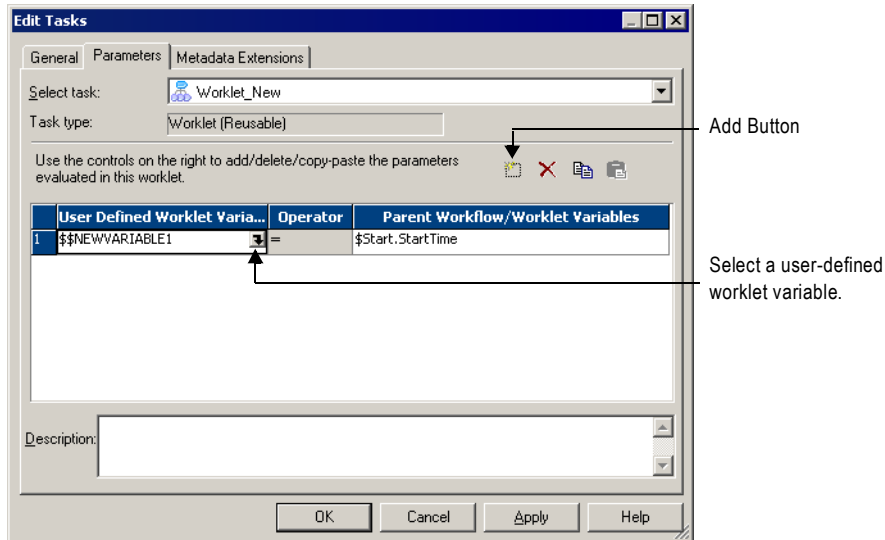 Edit Tasks
General Parameters Metadata Extensions
Select task: Worklet_New
Task type: Worklet (Reusable)
Add Button
Use the controls on the right to add/delete/copy-paste the parameters
evaluated in this worklet.
User Defined Worklet Varia... Operator Parent Workflow/Worklet Variables
1 $$NEWVARIABLE1 = $Start.StartTime
Select a user-defined
worklet variable.
Description:
OK Cancel Apply Help